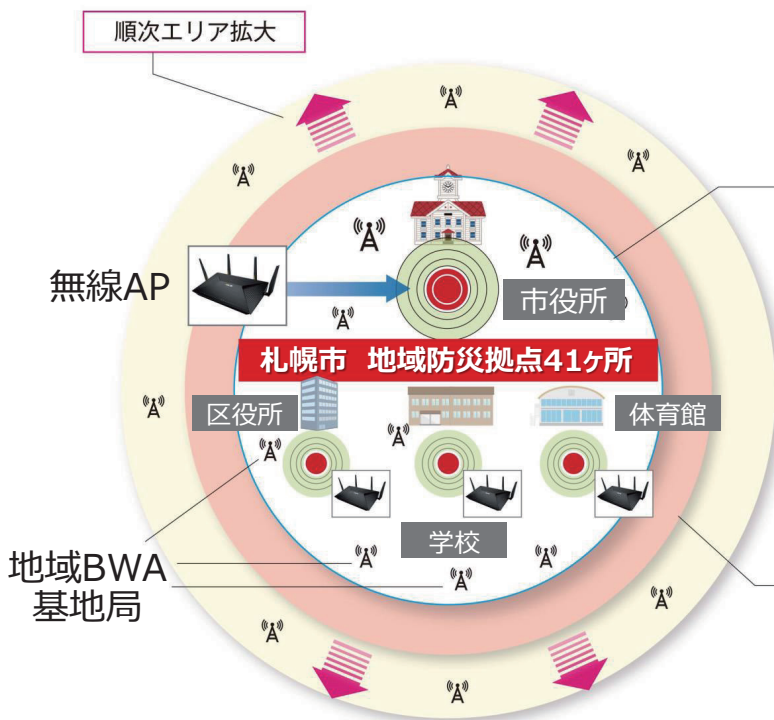 順次エリア拡大
無線AP
市役所
札幌市 地域防災拠点41ヶ所
区役所
体育館
学校
地域BWA
基地局